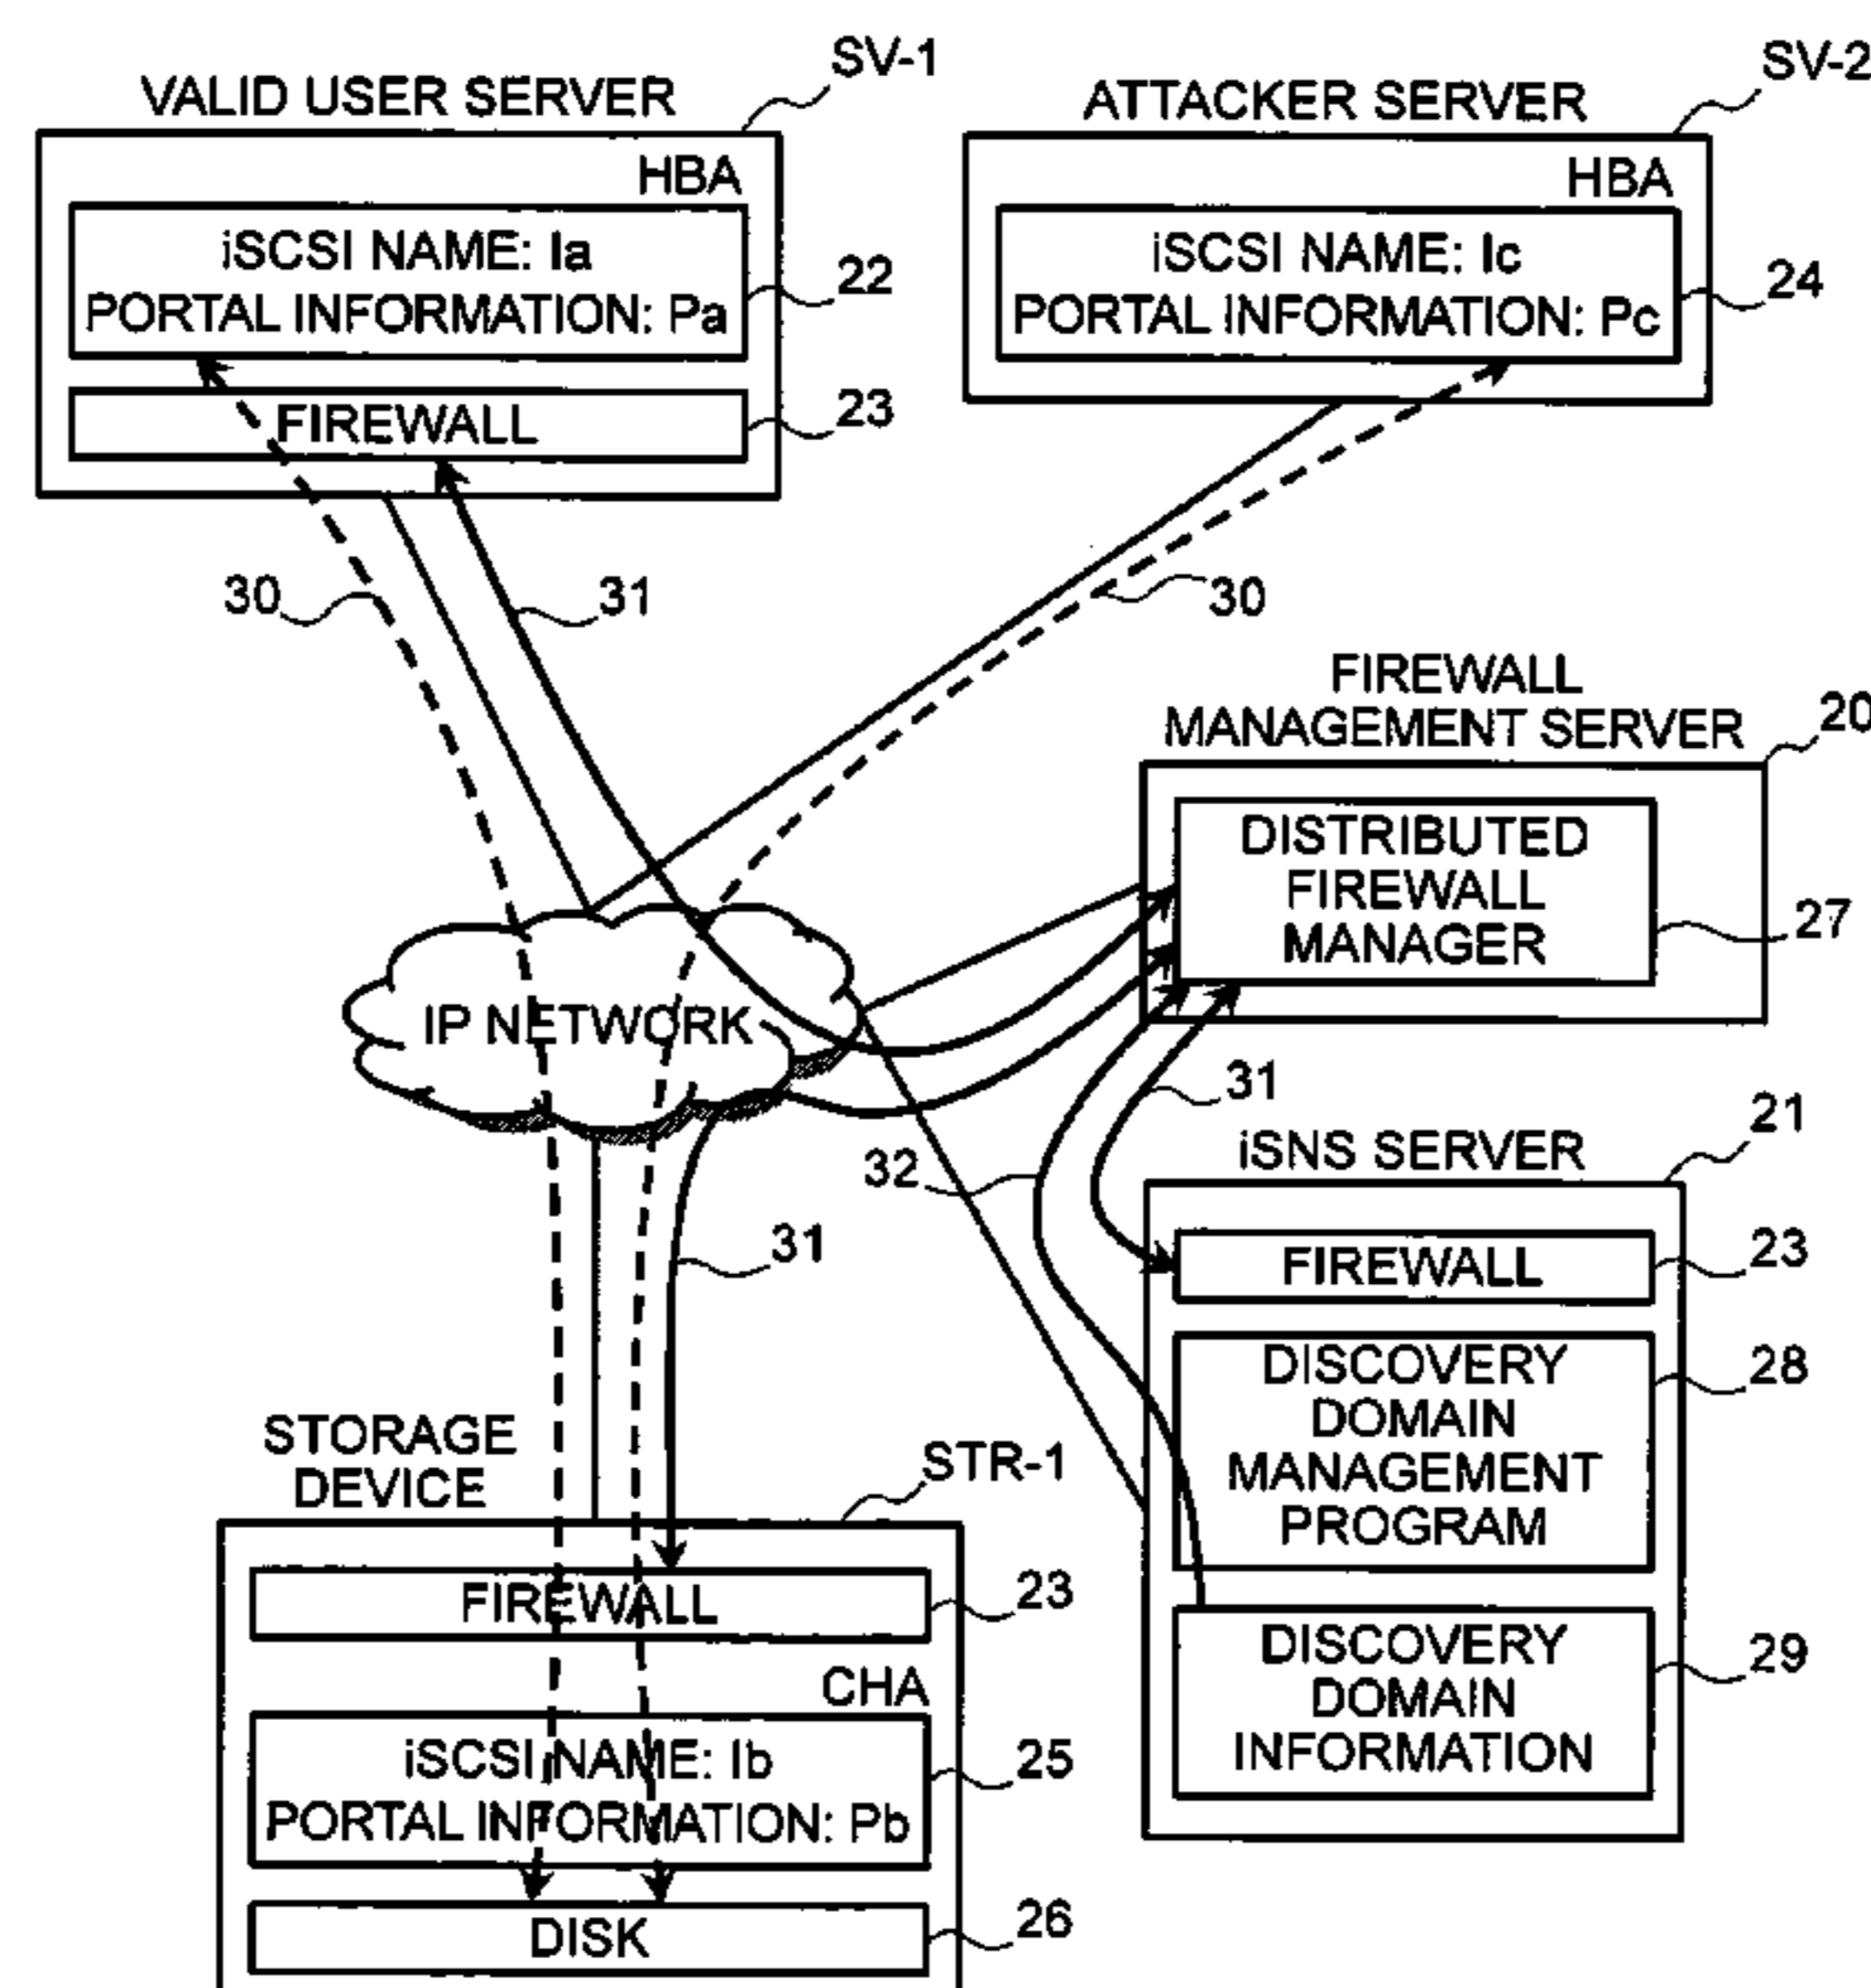 VALID USER SERVER
SV-1
HBA
iSCSI NAME: Ia
PORTAL INFORMATION: Pa
22
FIREWALL
23
ATTACKER SERVER
SV-2
HBA
iSCSI NAME: Ic
PORTAL INFORMATION: Pc
24
30
31
30
FIREWALL
MANAGEMENT SERVER
20
DISTRIBUTED
FIREWALL
MANAGER
27
IP NETWORK
31
32
31
iSNS SERVER
21
FIREWALL
23
DISCOVERY
DOMAIN
MANAGEMENT
PROGRAM
28
DISCOVERY
DOMAIN
INFORMATION
29
STORAGE
DEVICE
STR-1
FIREWALL
23
CHA
iSCSI NAME: Ib
PORTAL INFORMATION: Pb
25
DISK
26